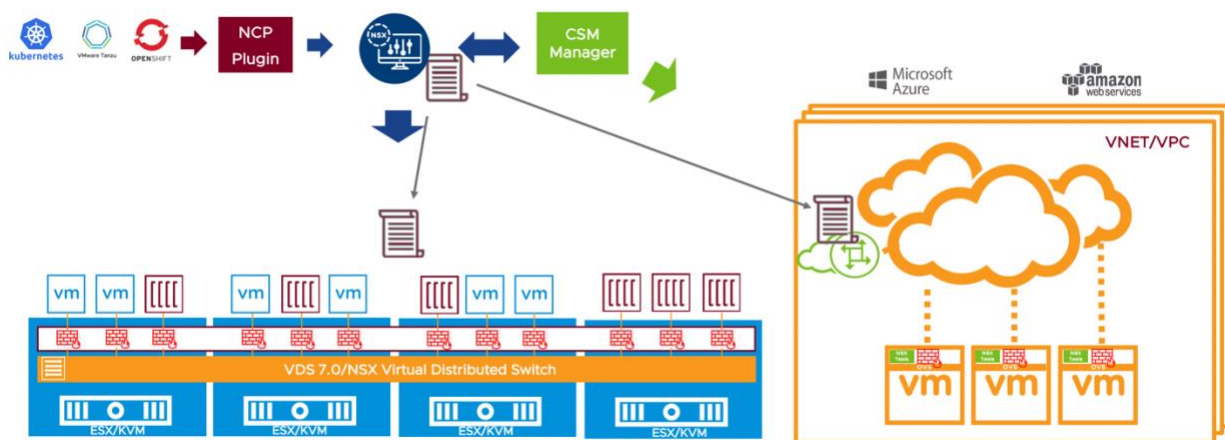 kubernetes
VMware Tanzu
OPENSHIFT
NCP
Plugin
NSX
CSM
Manager
Microsoft
Azure
amazon
web services
VNET/VPC
vm
vm
vm
vm
vm
vm
VDS 7.0/NSX Virtual Distributed Switch
ESX/KVM
ESX/KVM
ESX/KVM
ESX/KVM
NSX
Tools
OVS
vm
NSX
Tools
OVS
vm
NSX
Tools
OVS
vm